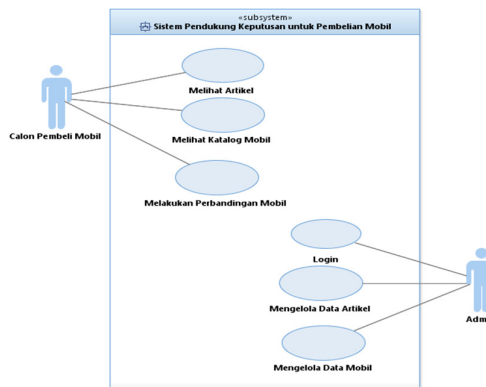 «subsystem»
Sistem Pendukung Keputusan untuk Pembelian Mobil
Melihat Artikel
Calon Pembeli Mobil
Melihat Katalog Mobil
Melakukan Perbandingan Mobil
Login
Mengelola Data Artikel
Adm
Mengelola Data Mobil